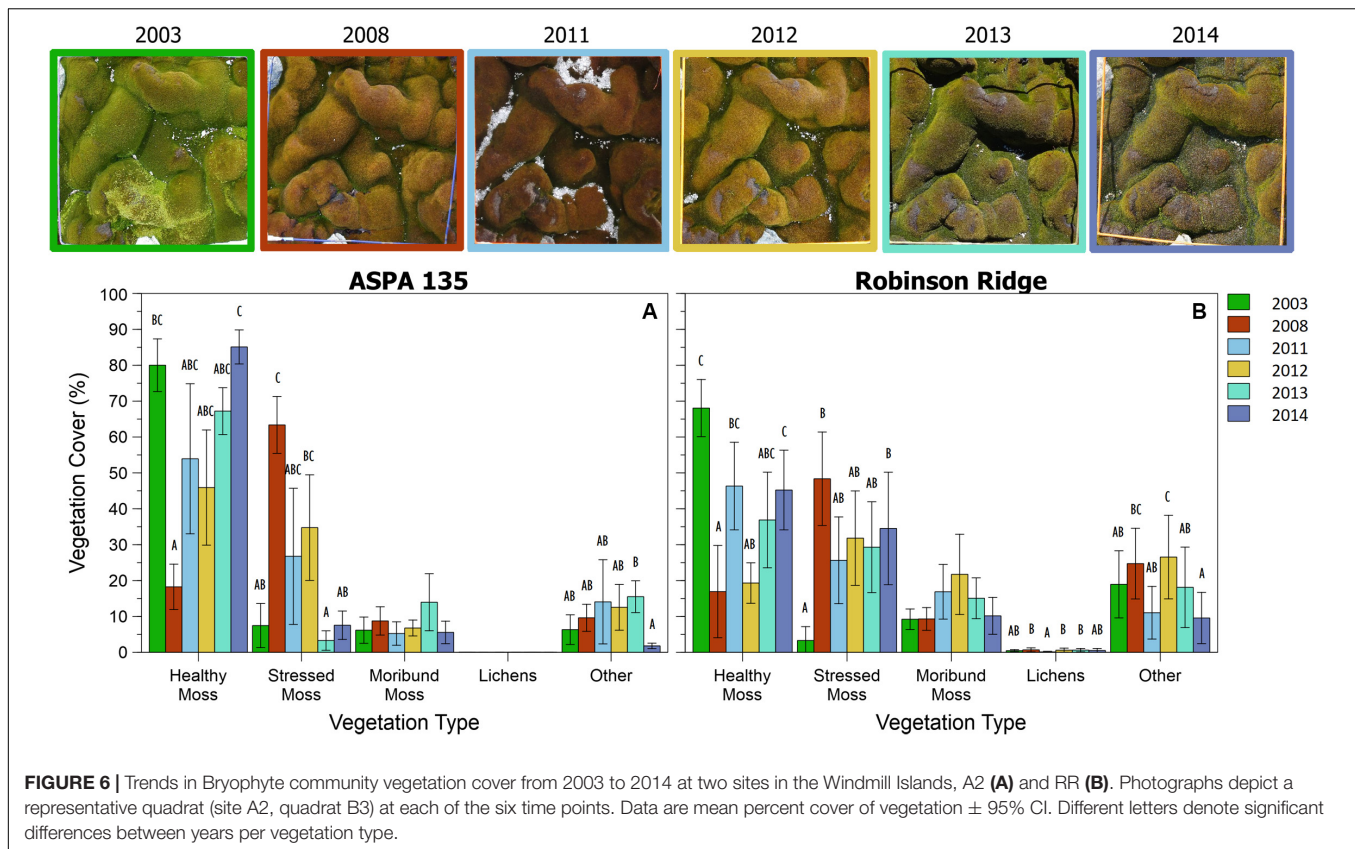 2003 2008 2011 2012 2013 2014
ASPA 135
Robinson Ridge
A
B
2003
2008
2011
2012
2013
2014
Vegetation Cover (%)
100
90
80
70
60
50
40
30
20
10
0
BC A ABC ABC ABC C
AB C ABC BC A AB
AB AB AB AB B A
C A BC AB ABC C
A B AB AB AB B
AB B A B B AB
AB BC AB C AB A
Healthy Moss
Stressed Moss
Moribund Moss
Lichens
Other
Healthy Moss
Stressed Moss
Moribund Moss
Lichens
Other
Vegetation Type
Vegetation Type
FIGURE 6 | Trends in Bryophyte community vegetation cover from 2003 to 2014 at two sites in the Windmill Islands, A2 (A) and RR (B). Photographs depict a
representative quadrat (site A2, quadrat B3) at each of the six time points. Data are mean percent cover of vegetation ± 95% CI. Different letters denote significant
differences between years per vegetation type.